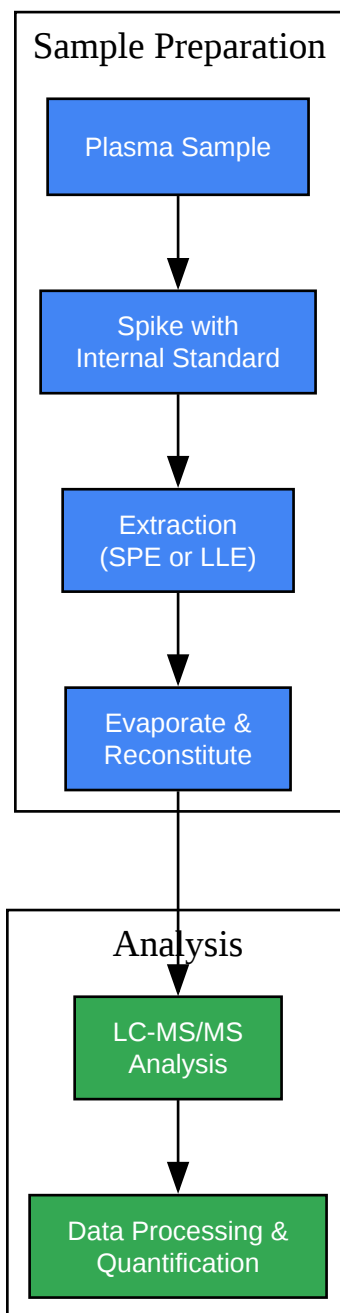 Sample Preparation
Plasma Sample
Spike with
Internal Standard
Extraction
(SPE or LLE)
Evaporate &
Reconstitute
Analysis
LC-MS/MS
Analysis
Data Processing &
Quantification